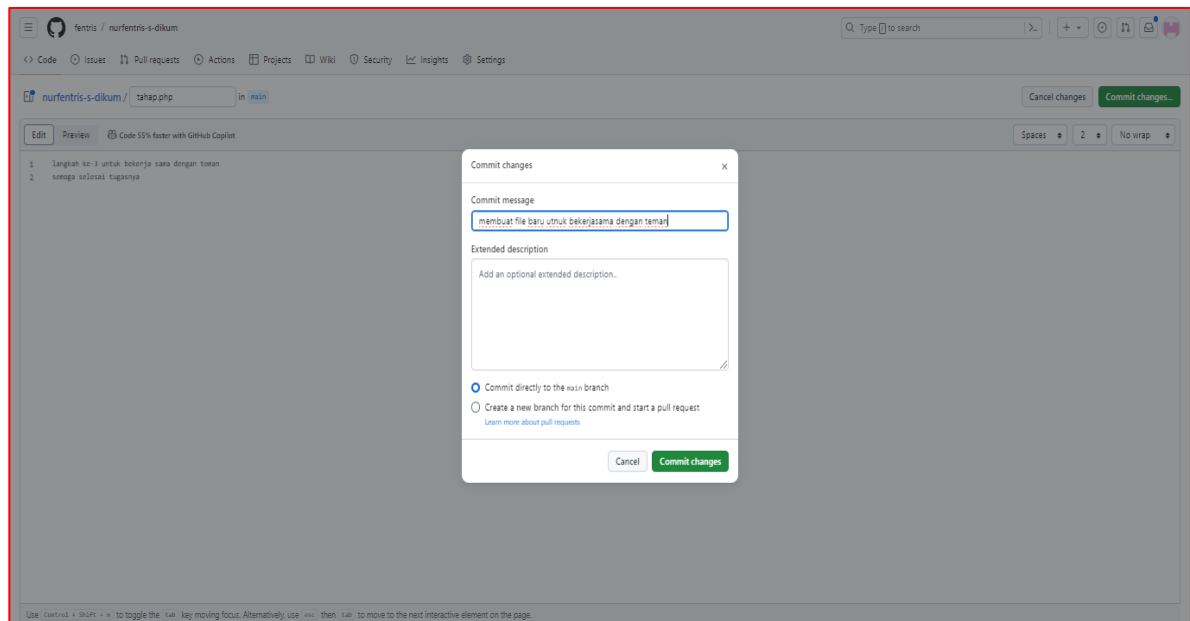 fentris / nurfentris-s-dikum
Type / to search
Code Issues Pull requests Actions Projects Wiki Security Insights Settings
nurfentris-s-dikum / tahap.php in main
Cancel changes Commit changes...
Edit Preview Code 55% faster with GitHub Copilot
Spaces 2 No wrap
1 langkah ke-3 untuk bekerja sama dengan teman
2 semoga selesai tugasnya
Commit changes
Commit message
membuat file baru utnuk bekerjasama dengan teman
Extended description
Add an optional extended description..
Commit directly to the main branch
Create a new branch for this commit and start a pull request
Learn more about pull requests
Cancel Commit changes
Use Control + Shift + m to toggle the tab key moving focus. Alternatively, use esc then tab to move to the next interactive element on the page.